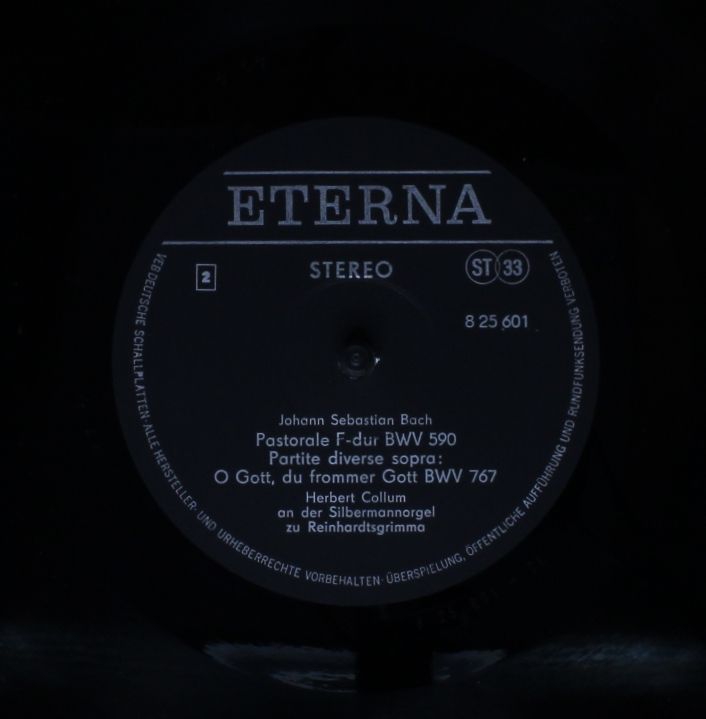 ETERNA
STEREO
2
ST 33
8 25 601
Johann Sebastian Bach
Pastorale F-dur BWV 590
Partite diverse sopra:
O Gott, du frommer Gott BWV 767
Herbert Collum
an der Silbermannorgel
zu Reinhardtsgrimma
VEB DEUTSCHE SCHALLPLATTEN · ALLE HERSTELLER- UND URHEBERRECHTE VORBEHALTEN · ÜBERSPIELUNG, ÖFFENTLICHE AUFFÜHRUNG UND RUNDFUNKSENDUNG VERBOTEN